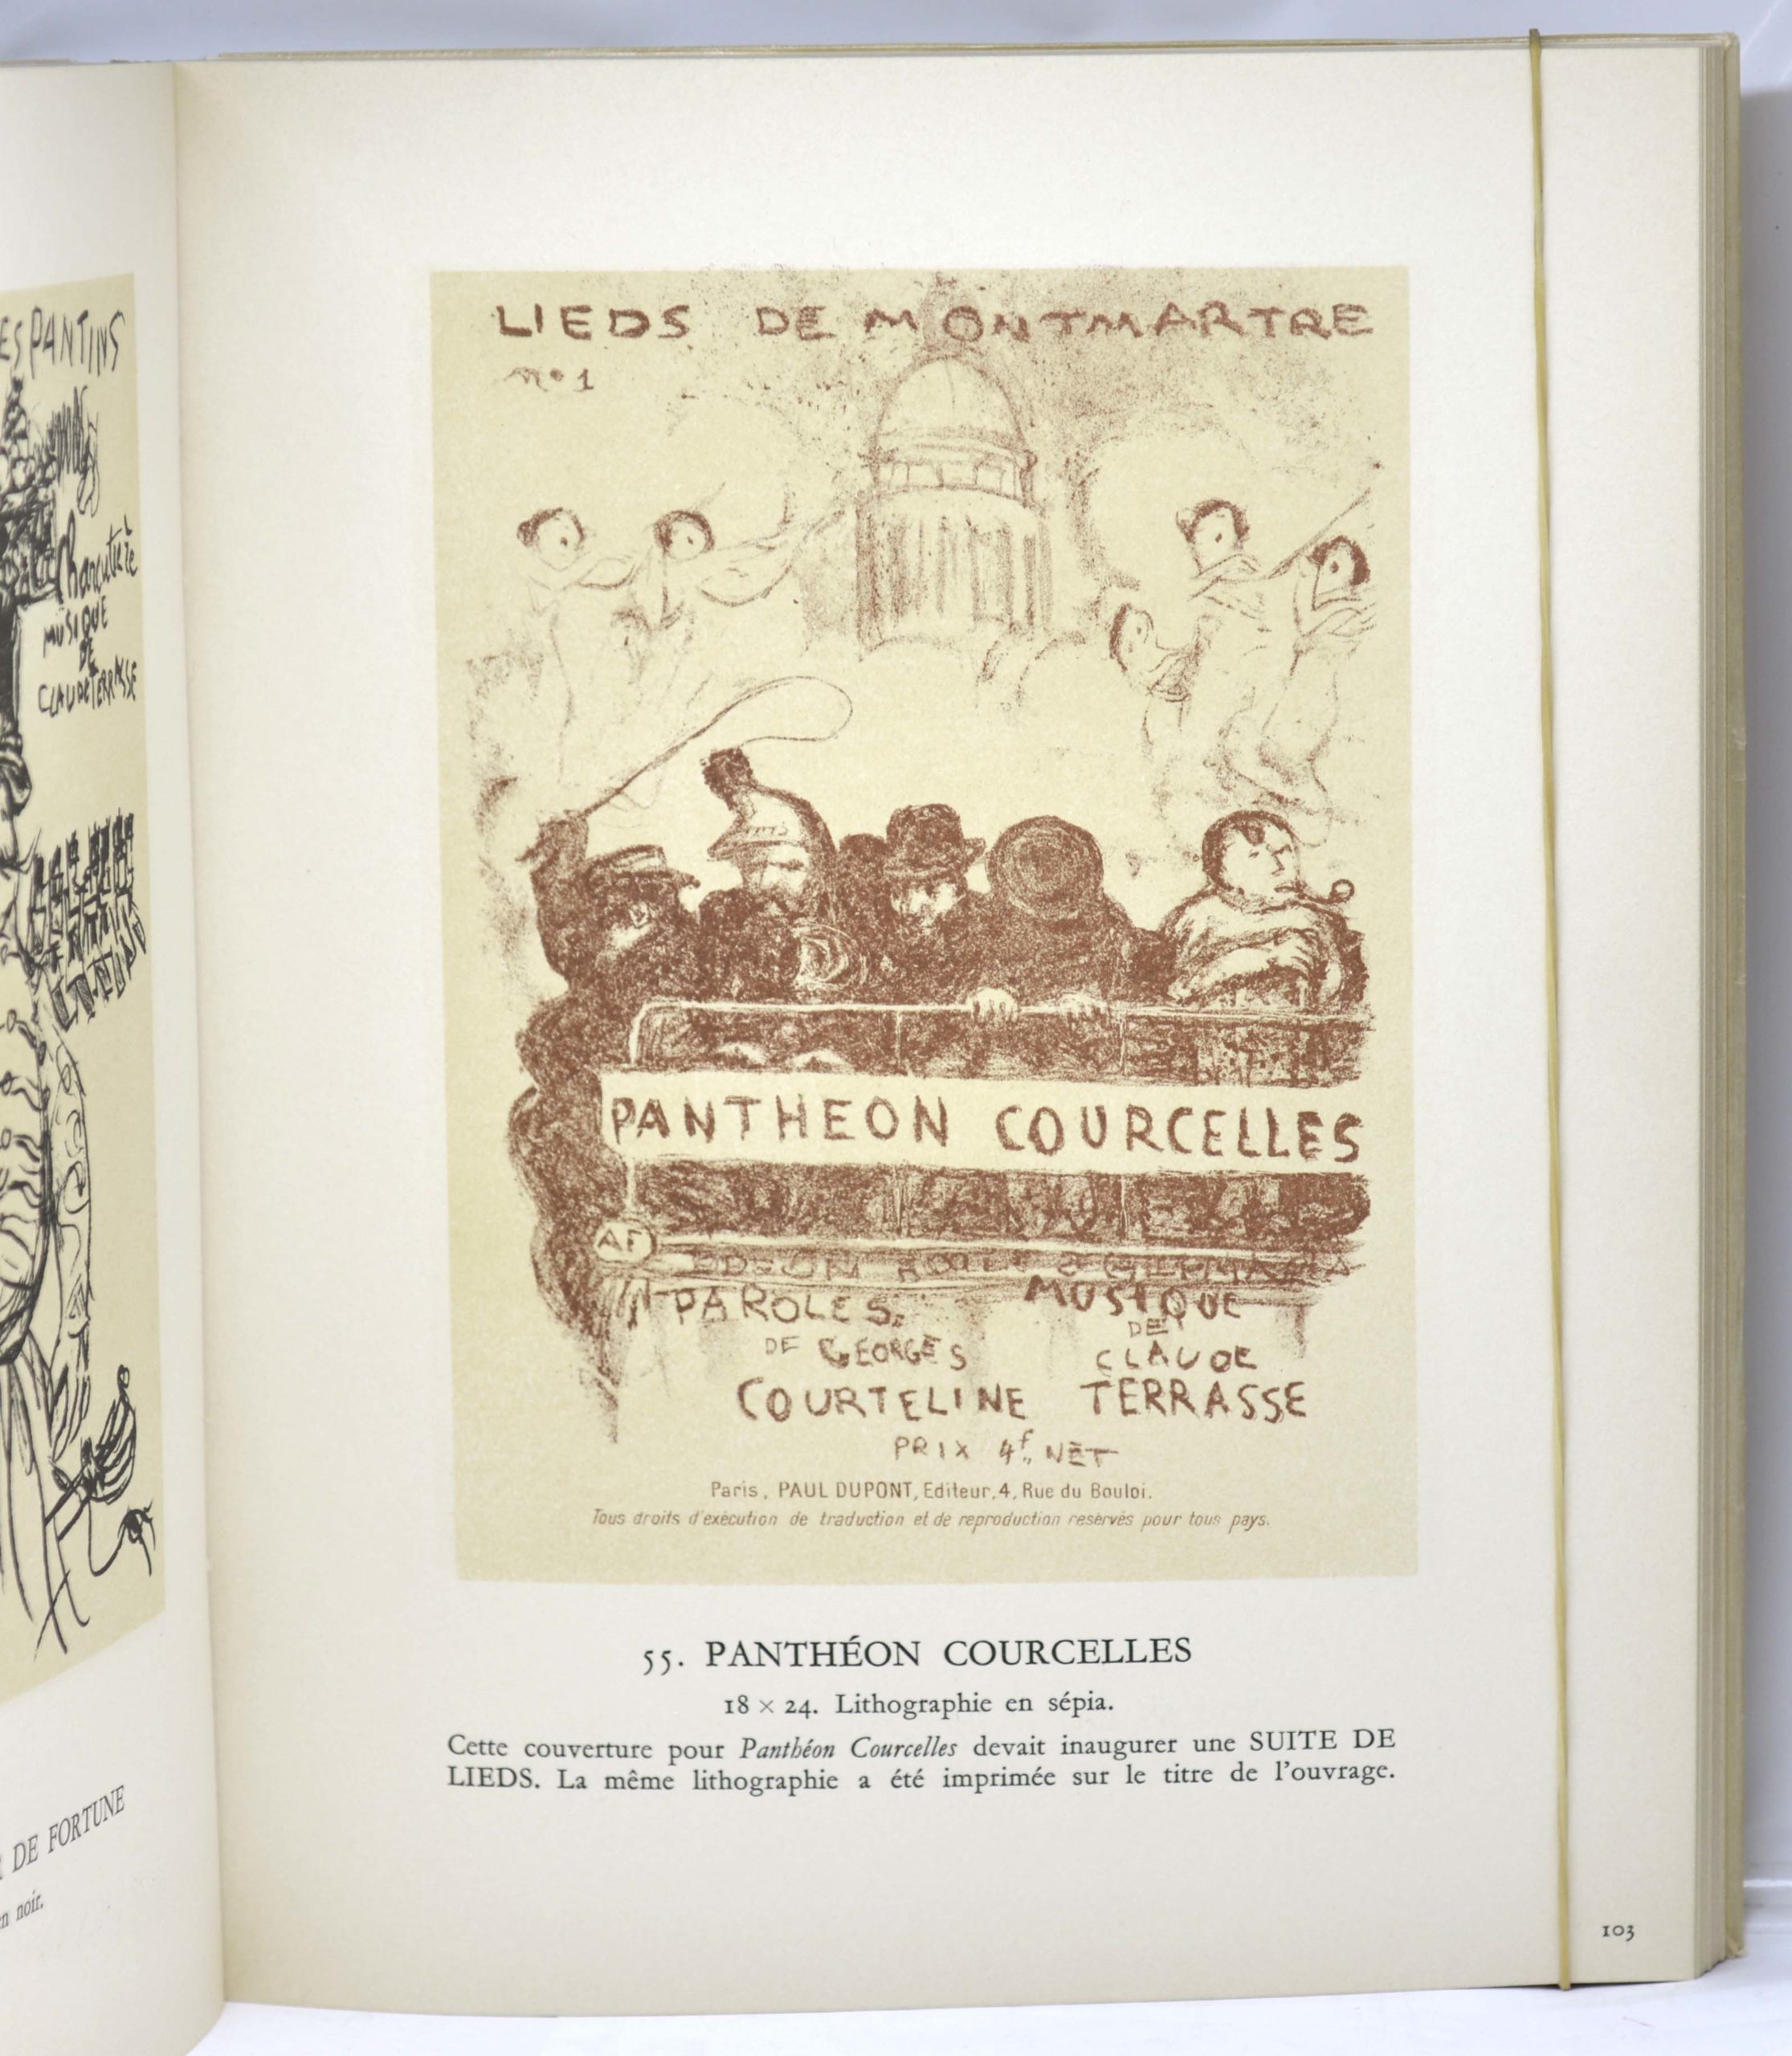 ES PANTINS
Charcuterie
MUSIQUE
DE
CLAUDE TERRASSE
DE FORTUNE
en noir.
LIEDS DE MONTMARTRE
nº 1
PANTHEON COURCELLES
AF
PAROLES
MUSIQUE
DE GEORGES
DE
CLAUDE
COURTELINE
TERRASSE
PRIX 4f. NET
Paris, PAUL DUPONT, Editeur, 4, Rue du Bouloi.
Tous droits d'exécution de traduction et de reproduction resérvés pour tous pays.
55. PANTHÉON COURCELLES
18 × 24. Lithographie en sépia.
Cette couverture pour Panthéon Courcelles devait inaugurer une SUITE DE
LIEDS. La même lithographie a été imprimée sur le titre de l'ouvrage.
103